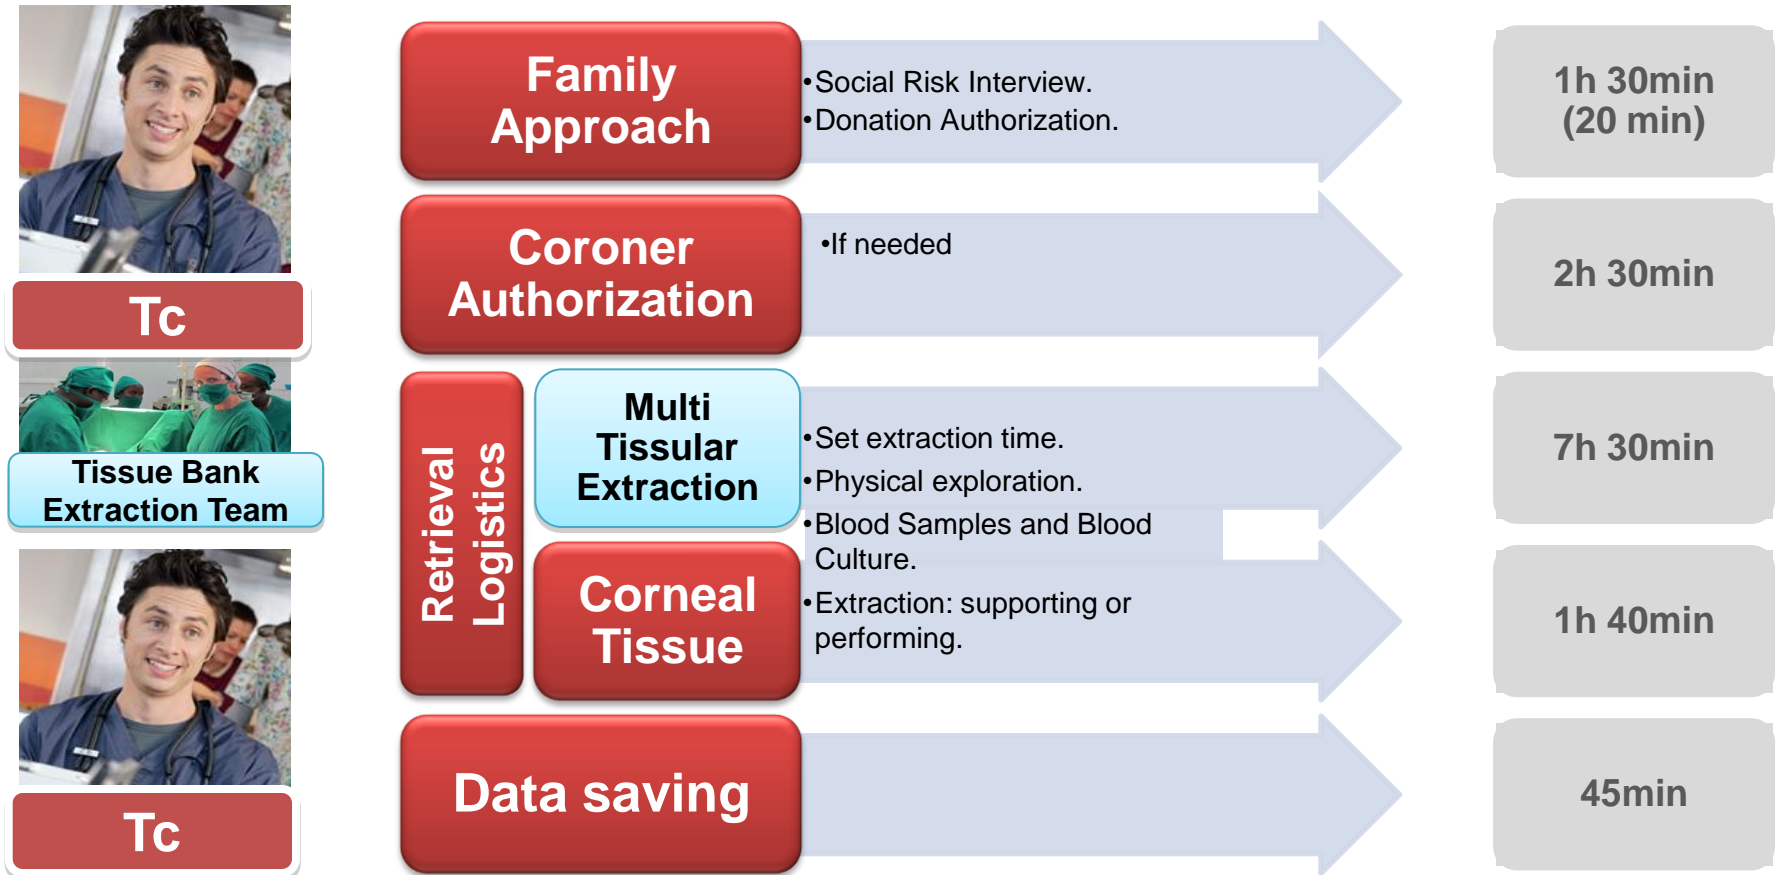 Family
Approach
•Social Risk Interview.
•Donation Authorization.
1h 30min
(20 min)
Coroner
Authorization
•If needed
2h 30min
Tc
Tissue Bank
Extraction Team
Retrieval
Logistics
Multi
Tissular
Extraction
•Set extraction time.
•Physical exploration.
•Blood Samples and Blood
Culture.
•Extraction: supporting or
performing.
7h 30min
Corneal
Tissue
1h 40min
Tc
Data saving
45min